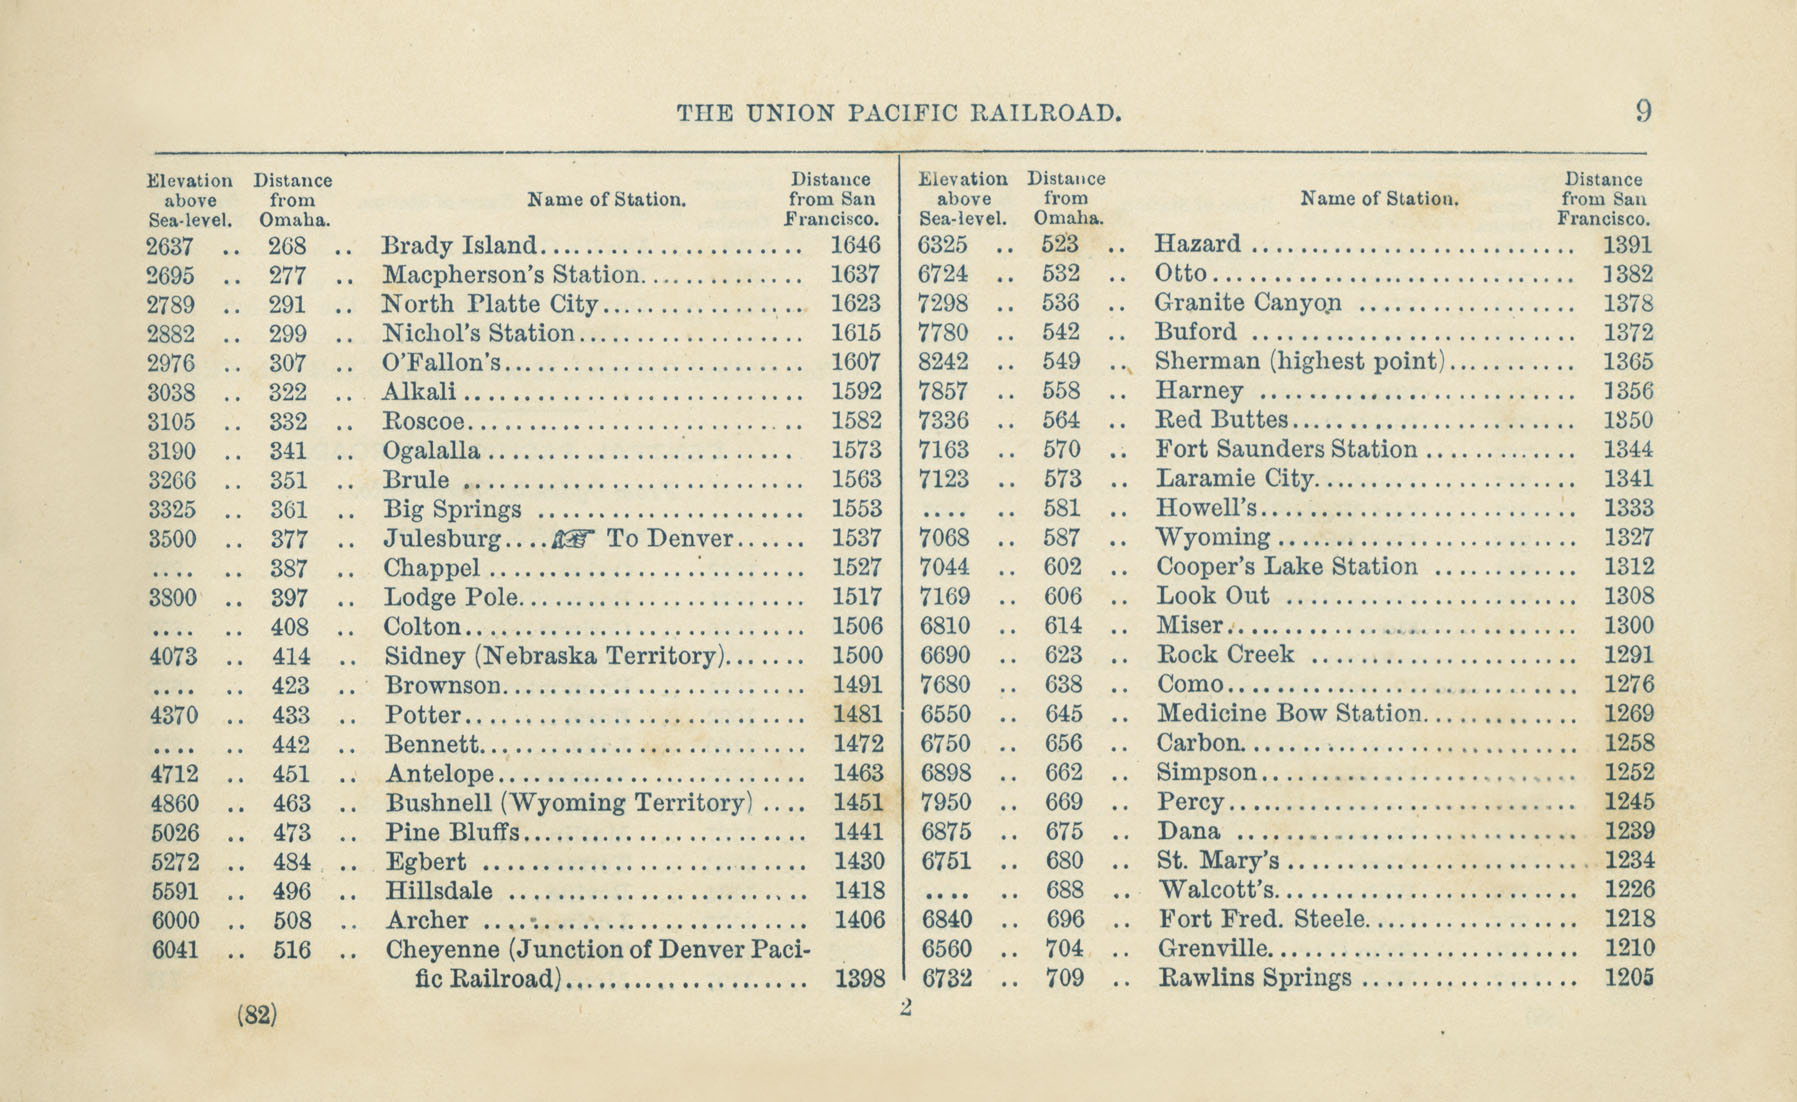 THE UNION PACIFIC RAILROAD. 9
Elevation above Sea-level. Distance from Omaha. Name of Station. Distance from San Francisco.
2637 .. 268 .. Brady Island........................ 1646
2695 .. 277 .. Macpherson's Station............. 1637
2789 .. 291 .. North Platte City................. 1623
2882 .. 299 .. Nichol's Station................... 1615
2976 .. 307 .. O'Fallon's......................... 1607
3038 .. 322 .. Alkali............................ 1592
3105 .. 332 .. Roscoe............................ 1582
3190 .. 341 .. Ogalalla.......................... 1573
3266 .. 351 .. Brule ............................ 1563
3325 .. 361 .. Big Springs ...................... 1553
3500 .. 377 .. Julesburg....☞ To Denver...... 1537
.... .. 387 .. Chappel.......................... 1527
3800 .. 397 .. Lodge Pole........................ 1517
.... .. 408 .. Colton............................ 1506
4073 .. 414 .. Sidney (Nebraska Territory)....... 1500
.... .. 423 .. Brownson......................... 1491
4370 .. 433 .. Potter............................ 1481
.... .. 442 .. Bennett........................... 1472
4712 .. 451 .. Antelope.......................... 1463
4860 .. 463 .. Bushnell (Wyoming Territory) .... 1451
5026 .. 473 .. Pine Bluffs....................... 1441
5272 .. 484 .. Egbert ........................... 1430
5591 .. 496 .. Hillsdale ......................... 1418
6000 .. 508 .. Archer ........................... 1406
6041 .. 516 .. Cheyenne (Junction of Denver Paci-
fic Railroad)..................... 1398
(82)
Elevation above Sea-level. Distance from Omaha. Name of Station. Distance from San Francisco.
6325 .. 523 .. Hazard ........................... 1391
6724 .. 532 .. Otto.............................. 1382
7298 .. 536 .. Granite Canyon .................. 1378
7780 .. 542 .. Buford ........................... 1372
8242 .. 549 .. Sherman (highest point)........... 1365
7857 .. 558 .. Harney .......................... 1356
7336 .. 564 .. Red Buttes........................ 1350
7163 .. 570 .. Fort Saunders Station ............. 1344
7123 .. 573 .. Laramie City...................... 1341
.... .. 581 .. Howell's.......................... 1333
7068 .. 587 .. Wyoming......................... 1327
7044 .. 602 .. Cooper's Lake Station ............ 1312
7169 .. 606 .. Look Out ........................ 1308
6810 .. 614 .. Miser............................. 1300
6690 .. 623 .. Rock Creek ...................... 1291
7680 .. 638 .. Como............................. 1276
6550 .. 645 .. Medicine Bow Station............. 1269
6750 .. 656 .. Carbon........................... 1258
6898 .. 662 .. Simpson.......................... 1252
7950 .. 669 .. Percy............................. 1245
6875 .. 675 .. Dana ............................ 1239
6751 .. 680 .. St. Mary's........................ 1234
.... .. 688 .. Walcott's......................... 1226
6840 .. 696 .. Fort Fred. Steele.................. 1218
6560 .. 704 .. Grenville.......................... 1210
6732 .. 709 .. Rawlins Springs .................. 1205
2